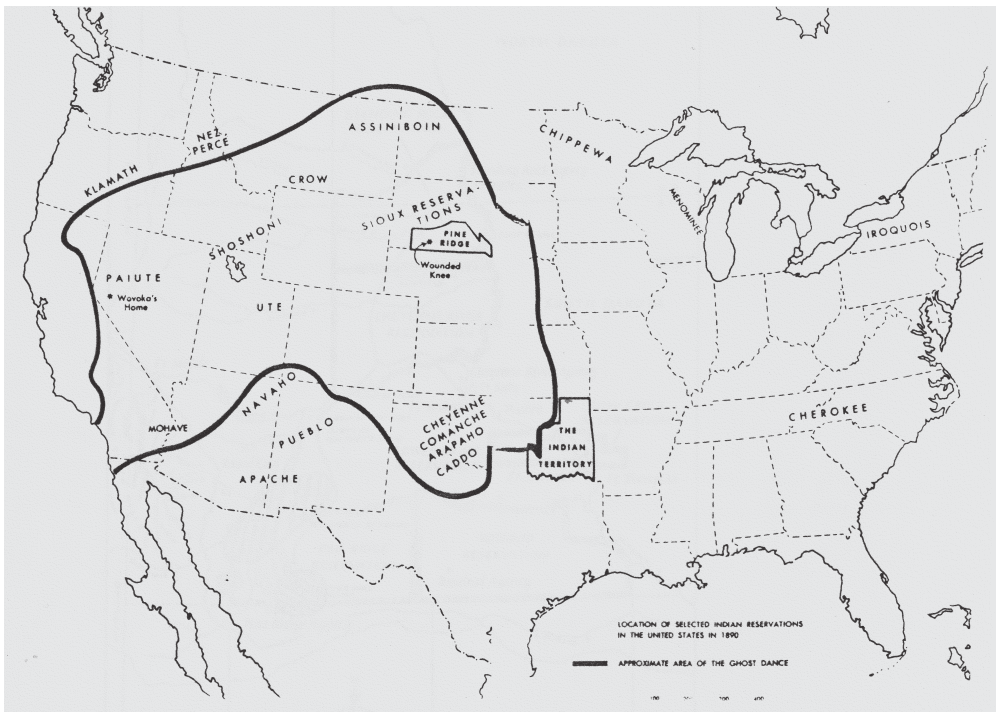 NEZ
PERCE
ASSINIBOIN
CHIPPEWA
KLAMATH
CROW
MENOMINEE
SIOUX RESERVA-
TIONS
IROQUOIS
SHOSHONI
PINE
RIDGE
Wounded
Knee
PAIUTE
Wovoka's
Home
UTE
NAVAHO
MOHAVE
PUEBLO
CHEYENNE
COMANCHE
ARAPAHO
CADDO
CHEROKEE
THE
INDIAN
TERRITORY
APACHE
LOCATION OF SELECTED INDIAN RESERVATIONS
IN THE UNITED STATES IN 1890
APPROXIMATE AREA OF THE GHOST DANCE